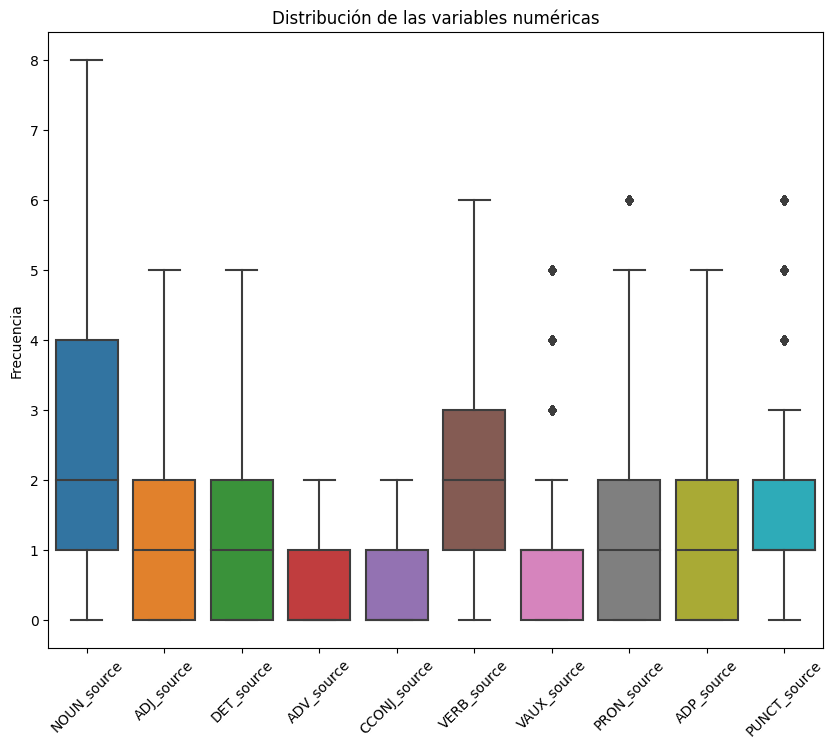 Distribución de las variables numéricas
Frecuencia
8
7
6
5
4
3
2
1
0
NOUN_source
ADJ_source
DET_source
ADV_source
CCONJ_source
VERB_source
VAUX_source
PRON_source
ADP_source
PUNCT_source